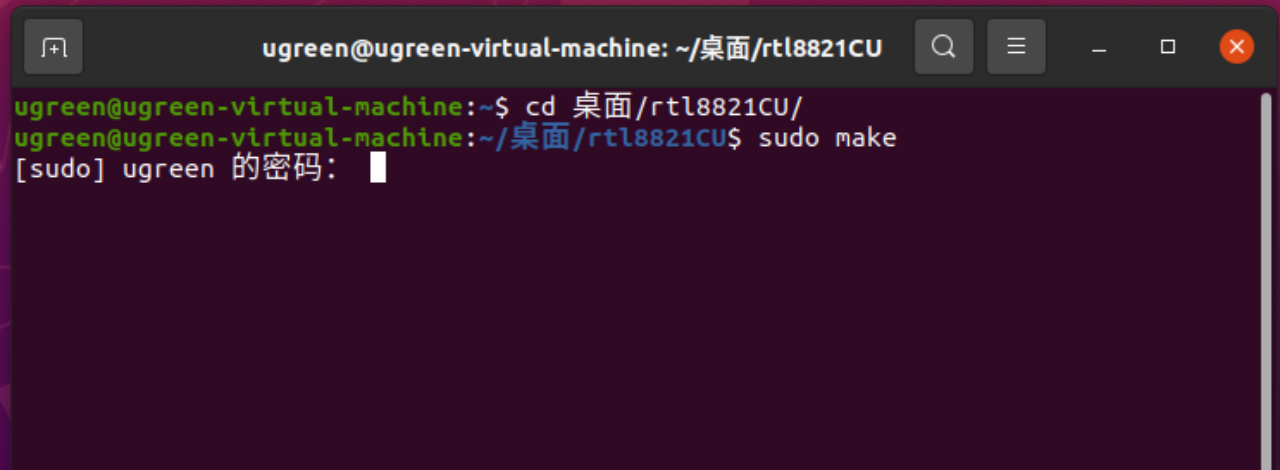 ugreen@ugreen-virtual-machine: ~/桌面/rtl8821CU
ugreen@ugreen-virtual-machine:~$ cd 桌面/rtl8821CU/
ugreen@ugreen-virtual-machine:~/桌面/rtl8821CU$ sudo make
[sudo] ugreen 的密码：